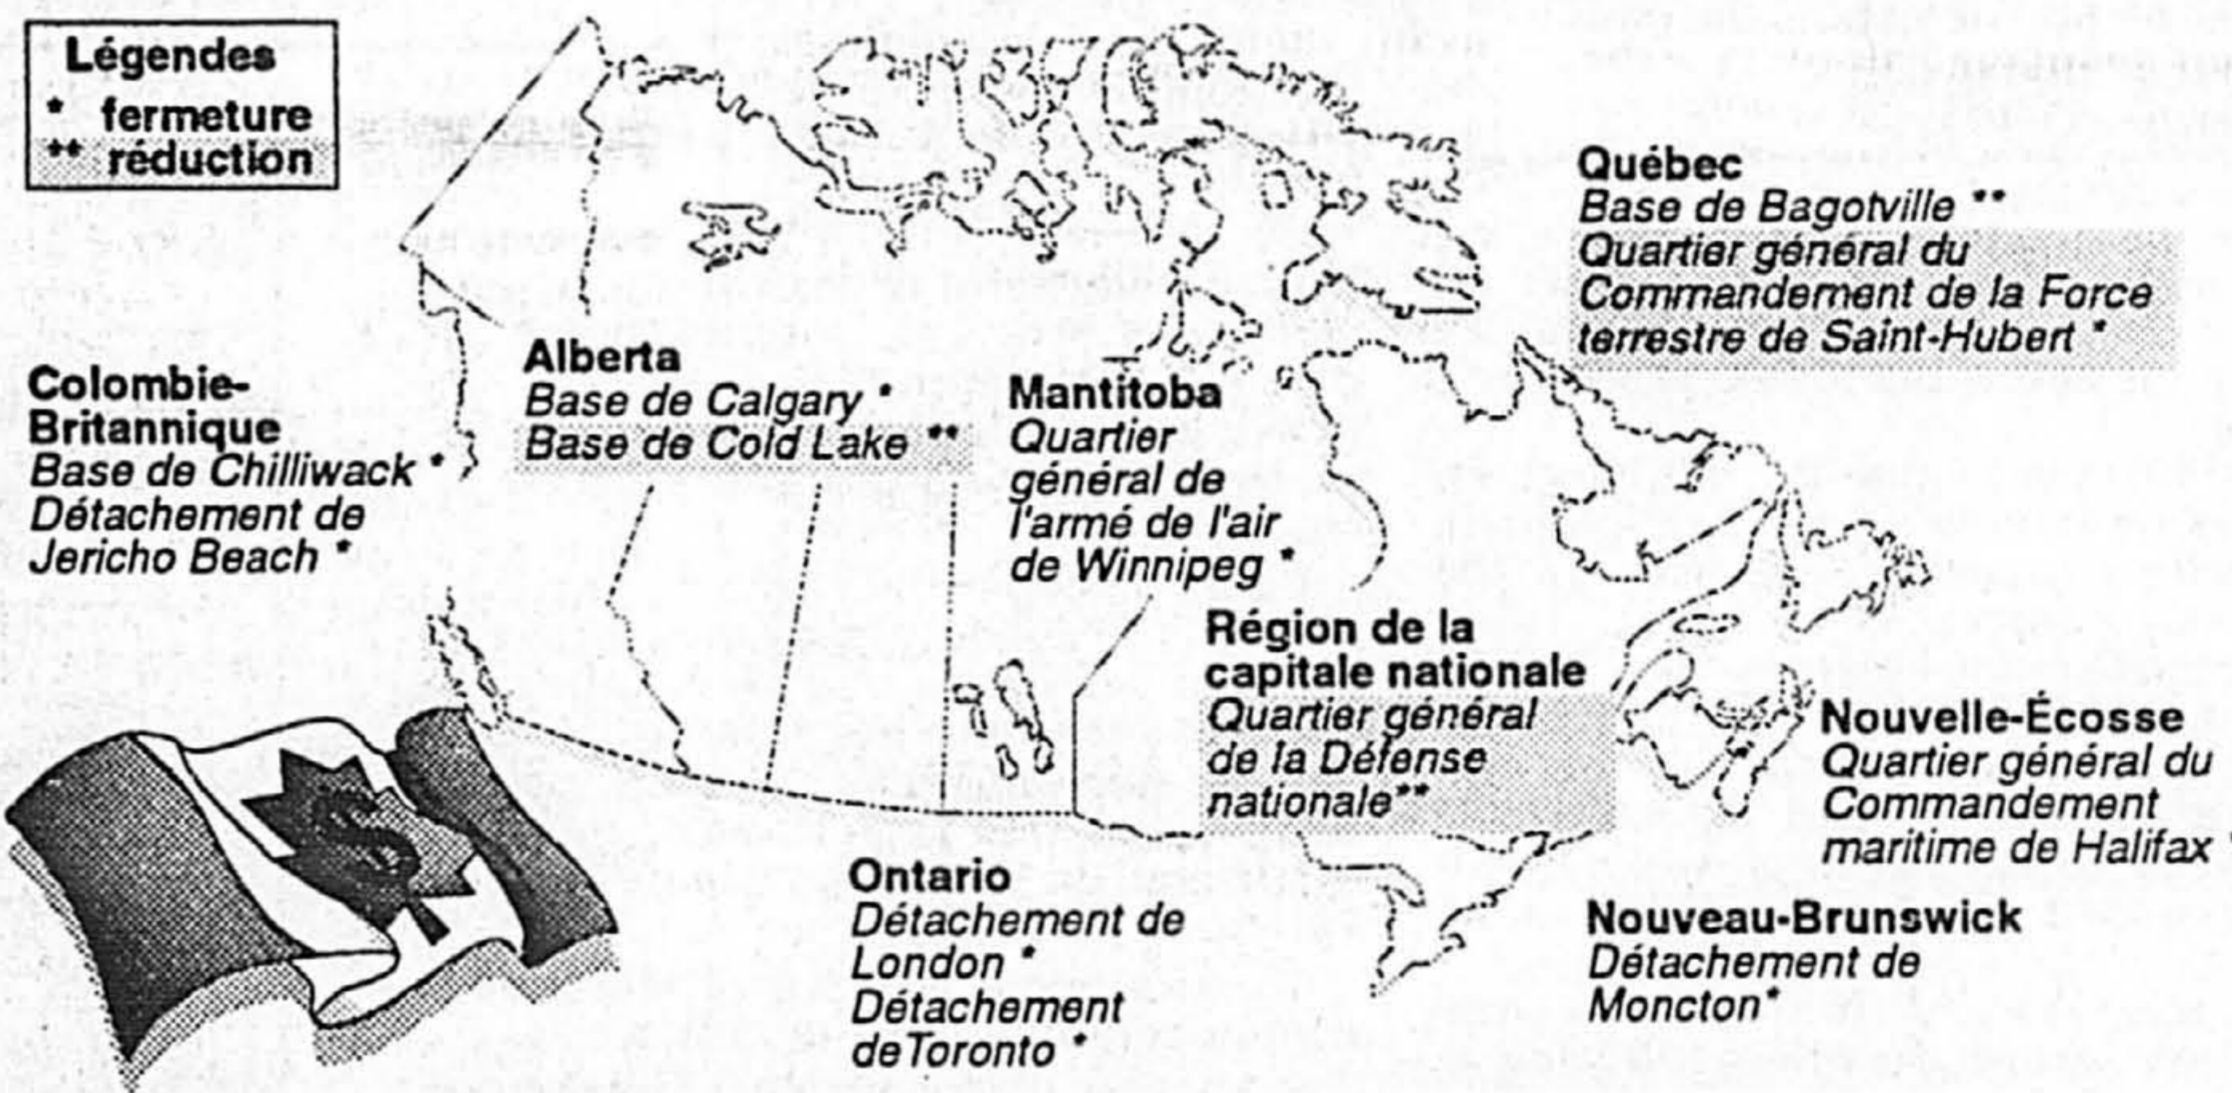 Légendes
* fermeture
** réduction
Colombie-
Britannique
Base de Chilliwack *
Détachement de
Jericho Beach *
Alberta
Base de Calgary *
Base de Cold Lake **
Mantitoba
Quartier
général de
l'armé de l'air
de Winnipeg *
Québec
Base de Bagotville **
Quartier général du
Commandement de la Force
terrestre de Saint-Hubert *
Région de la
capitale nationale
Quartier général
de la Défense
nationale**
Nouvelle-Écosse
Quartier général du
Commandement
maritime de Halifax *
Ontario
Détachement de
London *
Détachement
de Toronto *
Nouveau-Brunswick
Détachement de
Moncton*
S